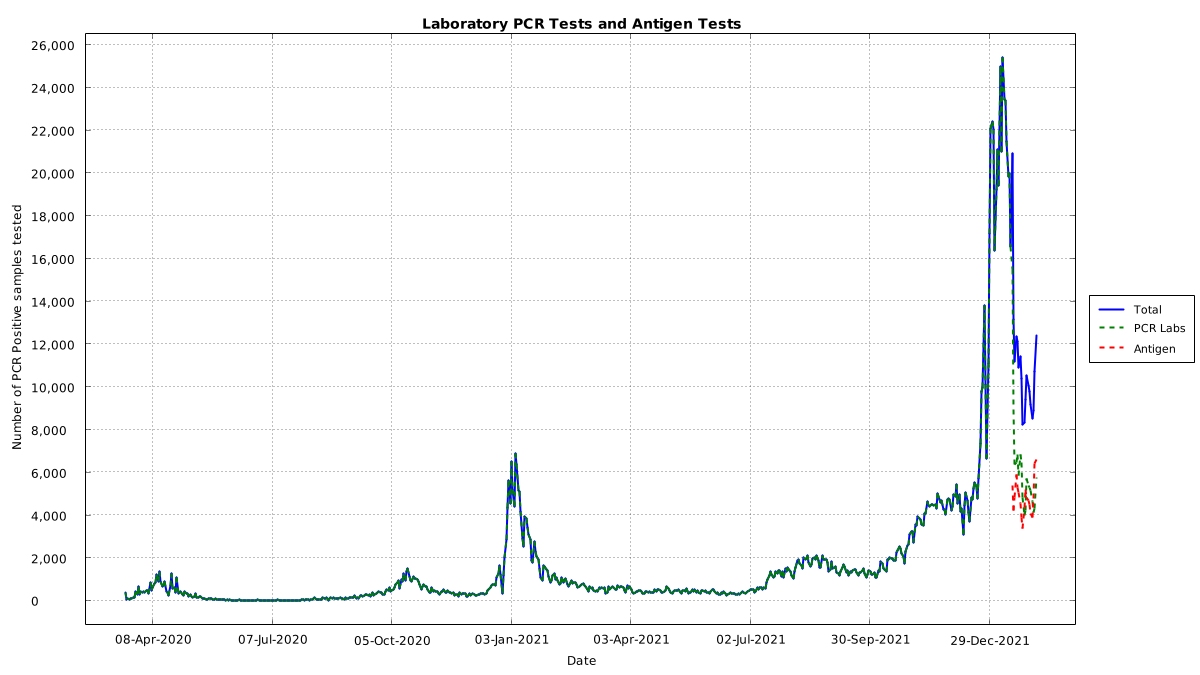 Laboratory PCR Tests and Antigen Tests
Number of PCR Positive samples tested
26,000
24,000
22,000
20,000
18,000
16,000
14,000
12,000
10,000
8,000
6,000
4,000
2,000
0
08-Apr-2020
07-Jul-2020
05-Oct-2020
03-Jan-2021
03-Apr-2021
02-Jul-2021
30-Sep-2021
29-Dec-2021
Date
Total
PCR Labs
Antigen